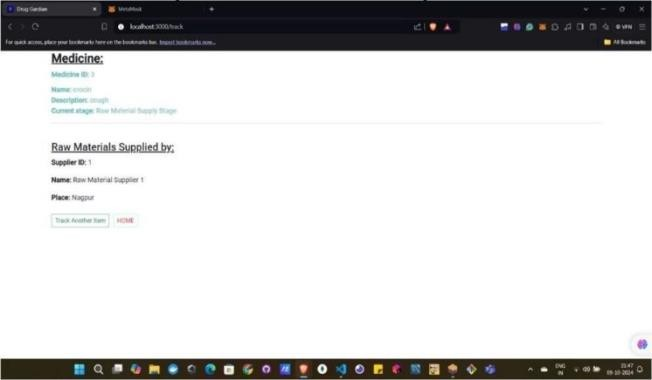 Drug Gardian
MetaMask
localhost:3000/track
VPN
For quick access, place your bookmarks here on the bookmarks bar. Import bookmarks now...
All Bookmarks
Medicine:
Medicine ID: 3
Name: crocin
Description: cough
Current stage: Raw Material Supply Stage
Raw Materials Supplied by:
Supplier ID: 1
Name: Raw Material Supplier 1
Place: Nagpur
Track Another Item HOME
ENG
IN
21:47
09-10-2024